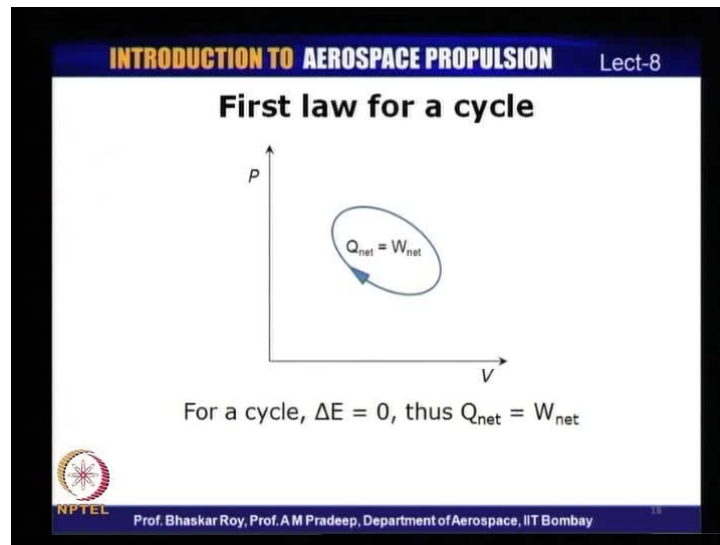 INTRODUCTION TO AEROSPACE PROPULSION Lect-8
First law for a cycle
P
Qnet = Wnet
V
For a cycle, ΔE = 0, thus Qnet = Wnet
NPTEL
Prof. Bhaskar Roy, Prof. A M Pradeep, Department of Aerospace, IIT Bombay